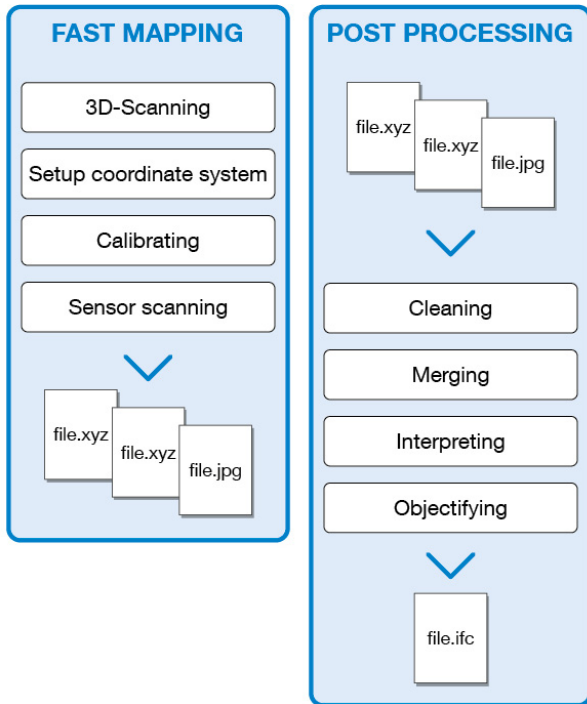 FAST MAPPING
3D-Scanning
Setup coordinate system
Calibrating
Sensor scanning
file.xyz
file.xyz
file.jpg
POST PROCESSING
file.xyz
file.xyz
file.jpg
Cleaning
Merging
Interpreting
Objectifying
file.ifc